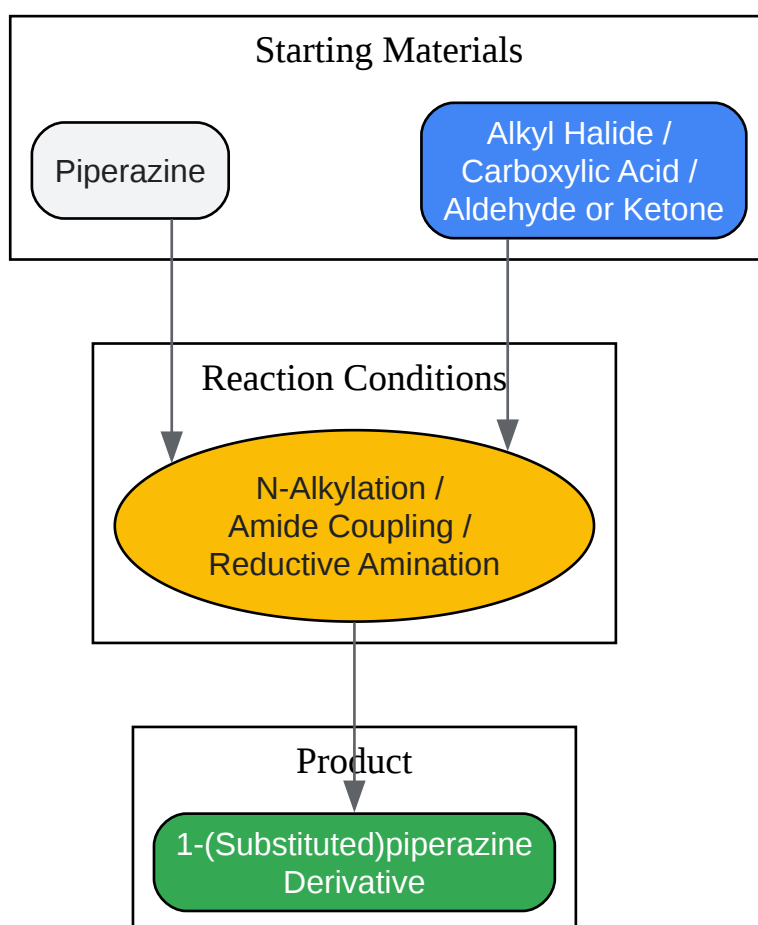 Starting Materials
Piperazine
Alkyl Halide /
Carboxylic Acid /
Aldehyde or Ketone
Reaction Conditions
N-Alkylation /
Amide Coupling /
Reductive Amination
Product
1-(Substituted)piperazine
Derivative